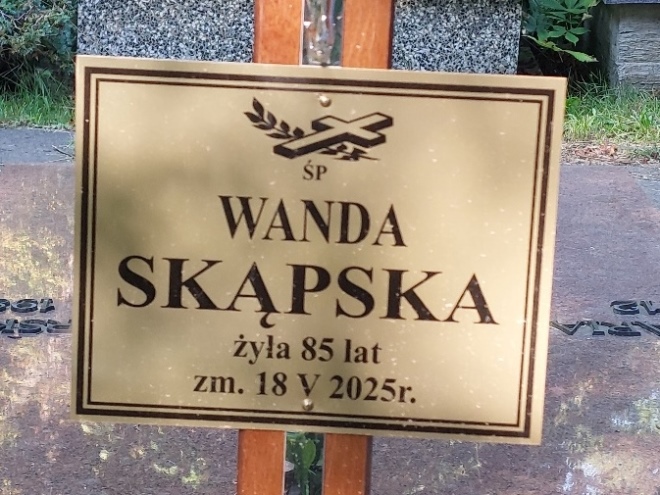 ŚP
WANDA
SKĄPSKA
żyła 85 lat
zm. 18 V 2025r.